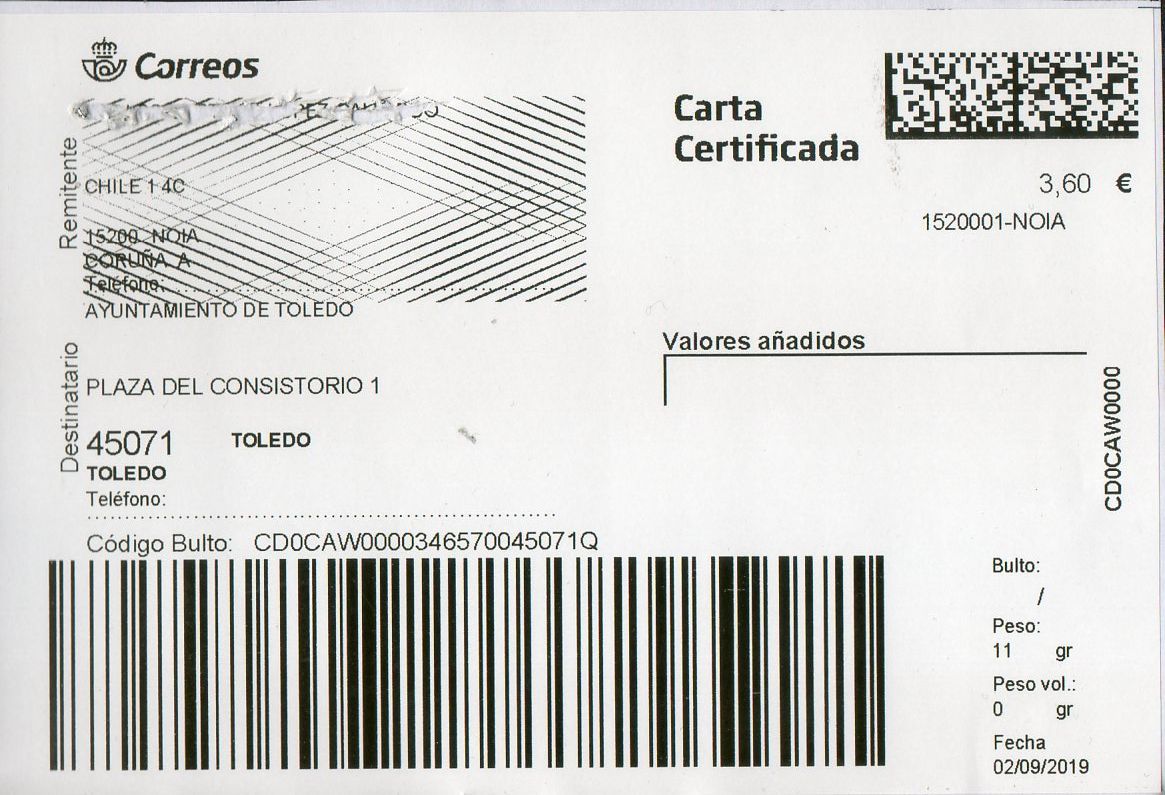 Correos
Remitente
CHILE 1 4C
15200 NOIA
CORUÑA A
Teléfono:
Destinatario
AYUNTAMIENTO DE TOLEDO
PLAZA DEL CONSISTORIO 1
45071 TOLEDO
TOLEDO
Teléfono:
Código Bulto: CD0CAW0000346570045071Q
Carta
Certificada
3,60 €
1520001-NOIA
Valores añadidos
CD0CAW0000
Bulto:
/
Peso:
11 gr
Peso vol.:
0 gr
Fecha
02/09/2019